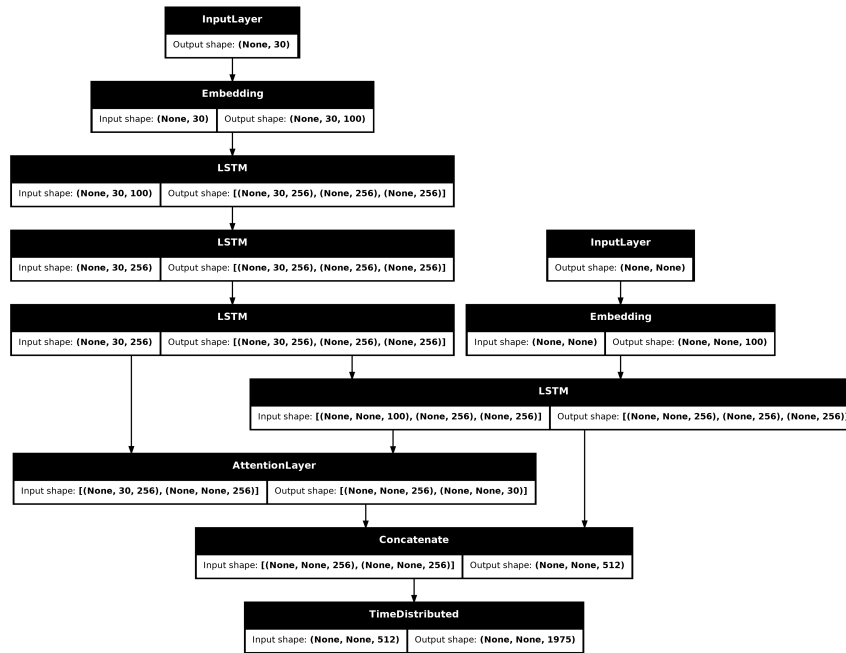 InputLayer
Output shape: (None, 30)
Embedding
Input shape: (None, 30) Output shape: (None, 30, 100)
LSTM
Input shape: (None, 30, 100) Output shape: [(None, 30, 256), (None, 256), (None, 256)]
LSTM
Input shape: (None, 30, 256) Output shape: [(None, 30, 256), (None, 256), (None, 256)]
InputLayer
Output shape: (None, None)
LSTM
Input shape: (None, 30, 256) Output shape: [(None, 30, 256), (None, 256), (None, 256)]
Embedding
Input shape: (None, None) Output shape: (None, None, 100)
LSTM
Input shape: [(None, None, 100), (None, 256), (None, 256)] Output shape: [(None, None, 256), (None, 256), (None, 256)]
AttentionLayer
Input shape: [(None, 30, 256), (None, None, 256)] Output shape: [(None, None, 256), (None, None, 30)]
Concatenate
Input shape: [(None, None, 256), (None, None, 256)] Output shape: (None, None, 512)
TimeDistributed
Input shape: (None, None, 512) Output shape: (None, None, 1975)